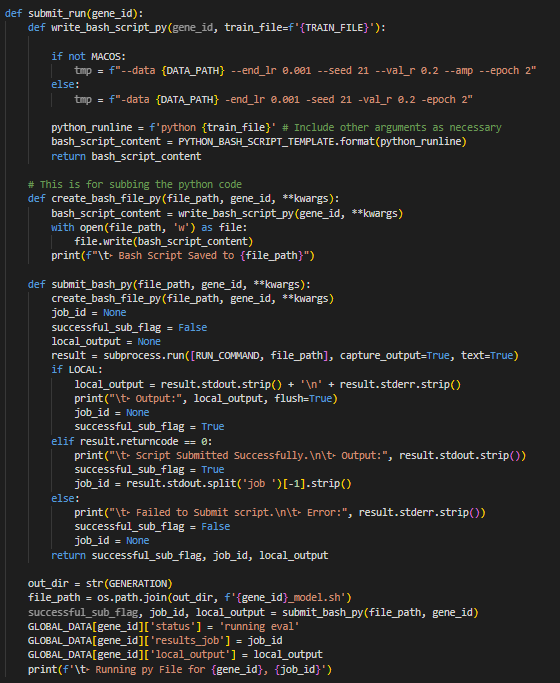 def submit_run(gene_id):
    def write_bash_script_py(gene_id, train_file=f'{TRAIN_FILE}'):

        if not MACOS:
            tmp = f"--data {DATA_PATH} --end_lr 0.001 --seed 21 --val_r 0.2 --amp --epoch 2"
        else:
            tmp = f"-data {DATA_PATH} -end_lr 0.001 -seed 21 -val_r 0.2 -epoch 2"

        python_runline = f'python {train_file}' # Include other arguments as necessary
        bash_script_content = PYTHON_BASH_SCRIPT_TEMPLATE.format(python_runline)
        return bash_script_content

    # This is for subbing the python code
    def create_bash_file_py(file_path, gene_id, **kwargs):
        bash_script_content = write_bash_script_py(gene_id, **kwargs)
        with open(file_path, 'w') as file:
            file.write(bash_script_content)
        print(f"\t‣ Bash Script Saved to {file_path}")

    def submit_bash_py(file_path, gene_id, **kwargs):
        create_bash_file_py(file_path, gene_id, **kwargs)
        job_id = None
        successful_sub_flag = False
        local_output = None
        result = subprocess.run([RUN_COMMAND, file_path], capture_output=True, text=True)
        if LOCAL:
            local_output = result.stdout.strip() + '\n' + result.stderr.strip()
            print("\t‣ Output:", local_output, flush=True)
            job_id = None
            successful_sub_flag = True
        elif result.returncode == 0:
            print("\t‣ Script Submitted Successfully.\n\t‣ Output:", result.stdout.strip())
            successful_sub_flag = True
            job_id = result.stdout.split('job ')[-1].strip()
        else:
            print("\t‣ Failed to Submit script.\n\t‣ Error:", result.stderr.strip())
            successful_sub_flag = False
            job_id = None
        return successful_sub_flag, job_id, local_output

    out_dir = str(GENERATION)
    file_path = os.path.join(out_dir, f'{gene_id}_model.sh')
    successful_sub_flag, job_id, local_output = submit_bash_py(file_path, gene_id)
    GLOBAL_DATA[gene_id]['status'] = 'running eval'
    GLOBAL_DATA[gene_id]['results_job'] = job_id
    GLOBAL_DATA[gene_id]['local_output'] = local_output
    print(f'\t‣ Running py File for {gene_id}, {job_id}')